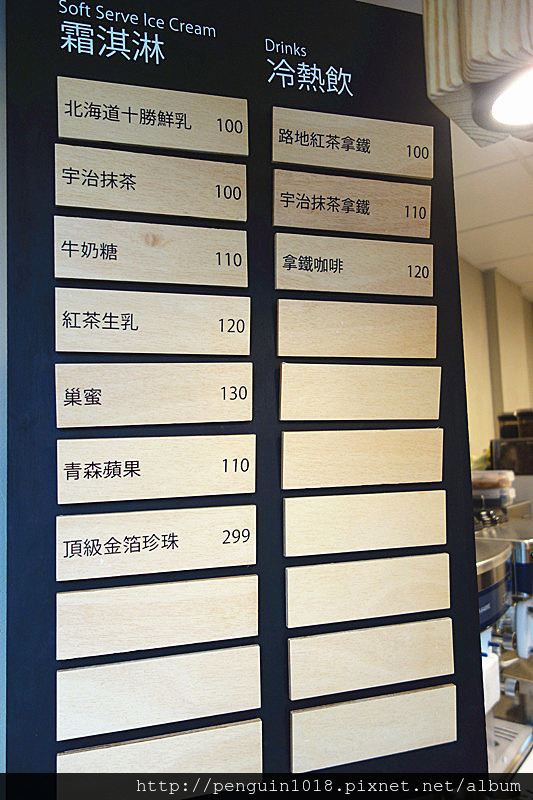 Soft Serve Ice Cream
霜淇淋
北海道十勝鮮乳 100
宇治抹茶 100
牛奶糖 110
紅茶生乳 120
巢蜜 130
青森蘋果 110
頂級金箔珍珠 299
Drinks
冷熱飲
路地紅茶拿鐵 100
宇治抹茶拿鐵 110
拿鐵咖啡 120
http://penguin1018.pixnet.net/album